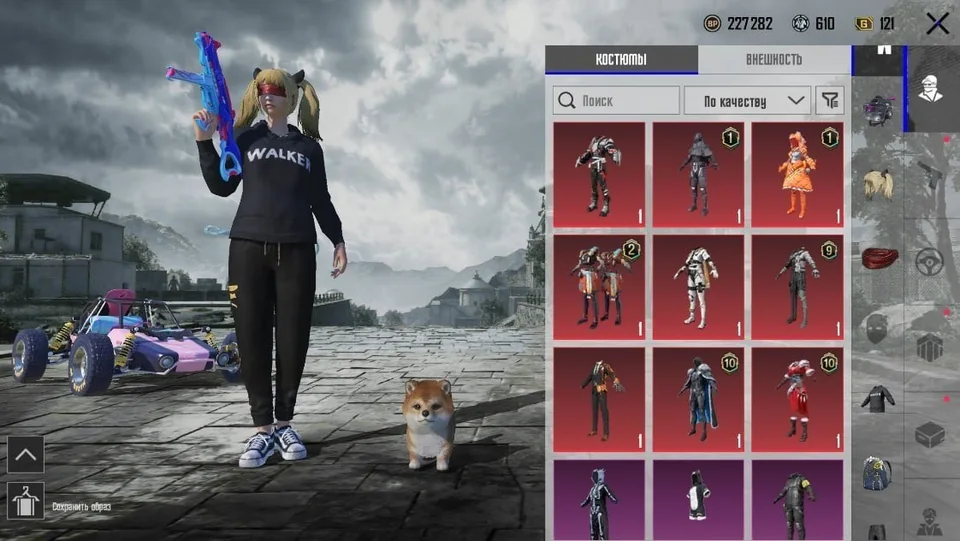 BP 227282 610 G 121
КОСТЮМЫ ВНЕШНОСТЬ
Поиск По качеству
1 1 1 1 1
2 1 1 9 1
1 10 1 10 1
WALKER
Сохранить образ